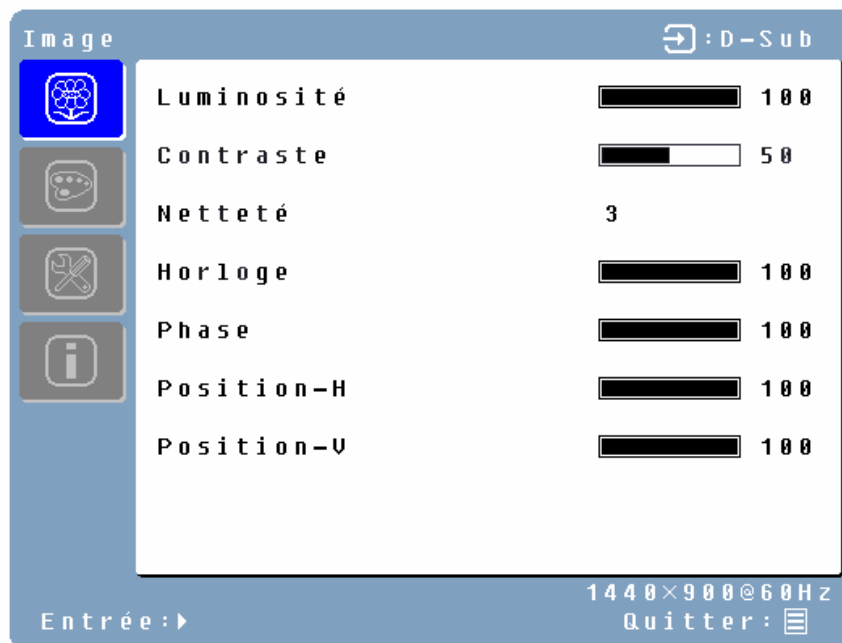 Image :D-Sub
Luminosité 100
Contraste 50
Netteté 3
Horloge 100
Phase 100
Position-H 100
Position-V 100
1440×900@60Hz
Entrée: Quitter: